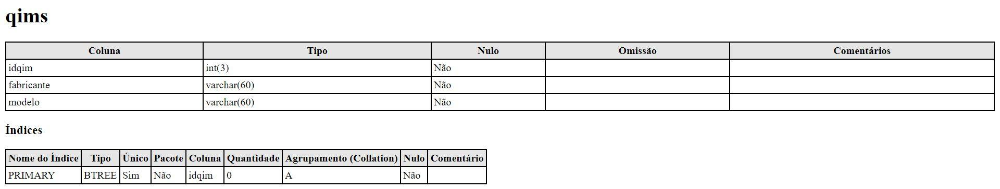 qims
Coluna Tipo Nulo Omissão Comentários
idqim int(3) Não
fabricante varchar(60) Não
modelo varchar(60) Não
Índices
Nome do Índice Tipo Único Pacote Coluna Quantidade Agrupamento (Collation) Nulo Comentário
PRIMARY BTREE Sim Não idqim 0 A Não